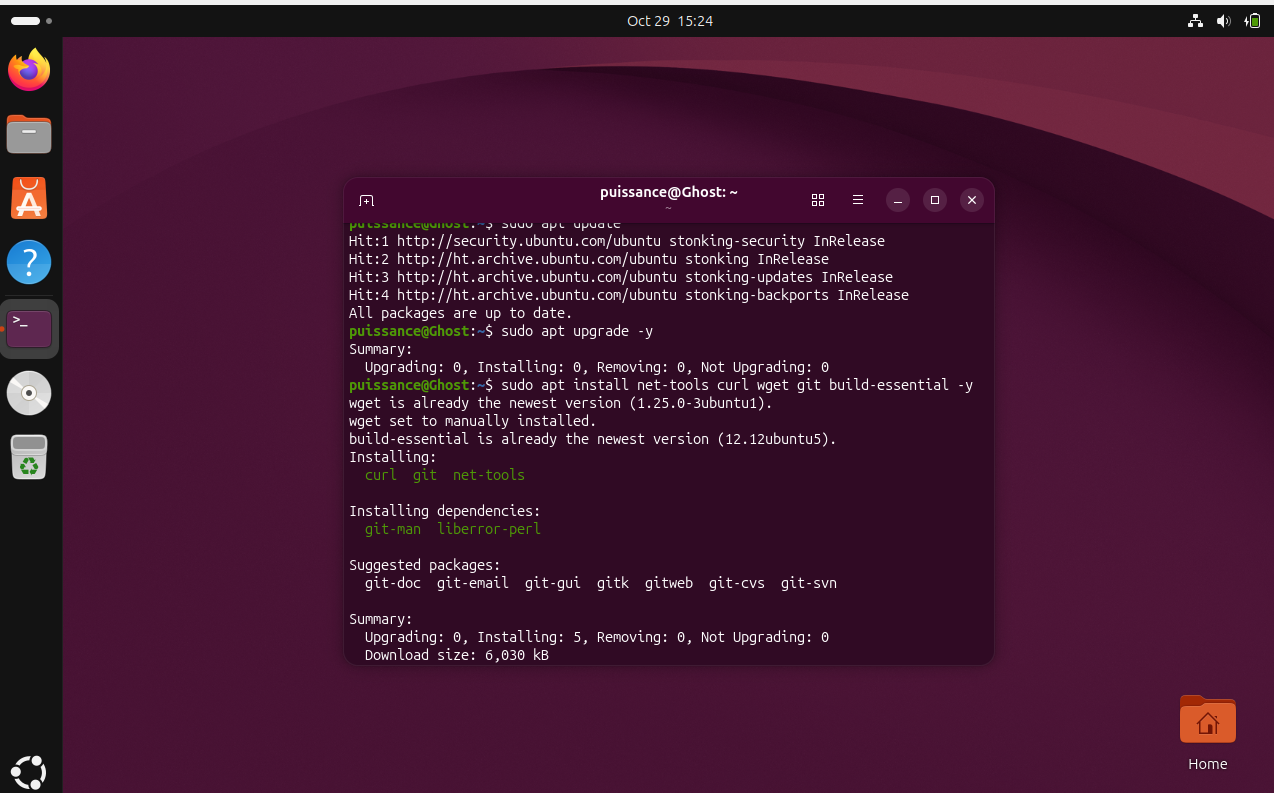 Oct 29 15:24
puissance@Ghost: ~
~
puissance@Ghost:~$ sudo apt update
Hit:1 http://security.ubuntu.com/ubuntu stonking-security InRelease
Hit:2 http://ht.archive.ubuntu.com/ubuntu stonking InRelease
Hit:3 http://ht.archive.ubuntu.com/ubuntu stonking-updates InRelease
Hit:4 http://ht.archive.ubuntu.com/ubuntu stonking-backports InRelease
All packages are up to date.
puissance@Ghost:~$ sudo apt upgrade -y
Summary:
  Upgrading: 0, Installing: 0, Removing: 0, Not Upgrading: 0
puissance@Ghost:~$ sudo apt install net-tools curl wget git build-essential -y
wget is already the newest version (1.25.0-3ubuntu1).
wget set to manually installed.
build-essential is already the newest version (12.12ubuntu5).
Installing:
  curl  git  net-tools

Installing dependencies:
  git-man  liberror-perl

Suggested packages:
  git-doc  git-email  git-gui  gitk  gitweb  git-cvs  git-svn

Summary:
  Upgrading: 0, Installing: 5, Removing: 0, Not Upgrading: 0
  Download size: 6,030 kB
Home